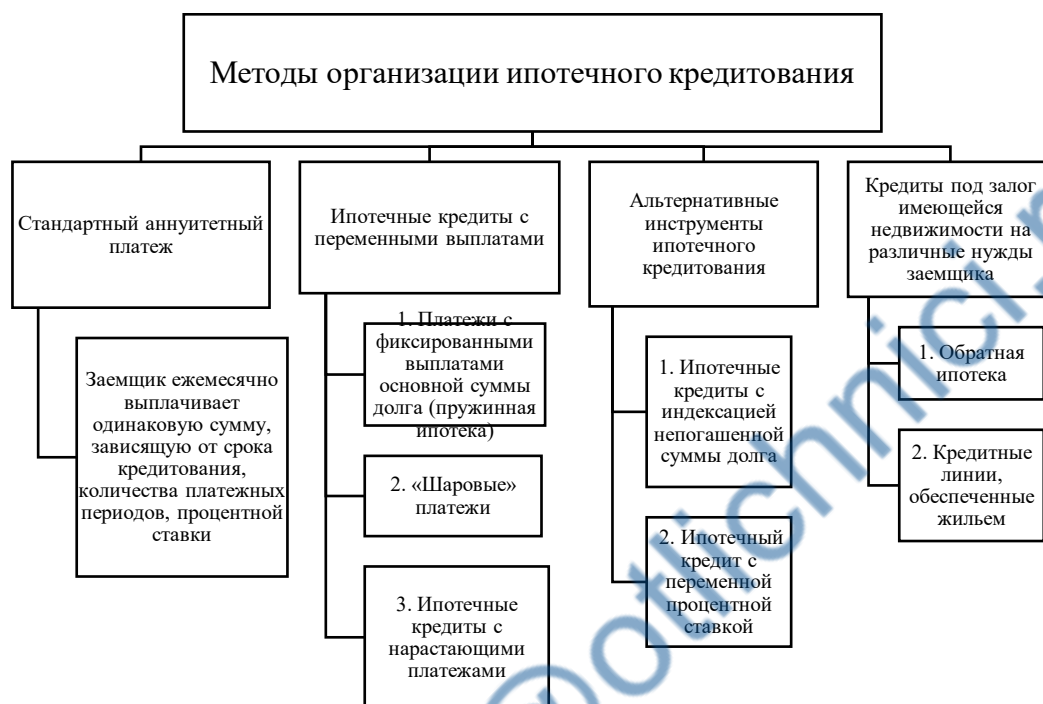 Методы организации ипотечного кредитования
Стандартный аннуитетный
платеж
Заемщик ежемесячно
выплачивает
одинаковую сумму,
зависящую от срока
кредитования,
количества платежных
периодов, процентной
ставки
Ипотечные кредиты с
переменными выплатами
1. Платежи с
фиксированными
выплатами
основной суммы
долга (пружинная
ипотека)
2. «Шаровые»
платежи
3. Ипотечные
кредиты с
нарастающими
платежами
Альтернативные
инструменты
ипотечного
кредитования
1. Ипотечные
кредиты с
индексацией
непогашенной
суммы долга
2. Ипотечный
кредит с
переменной
процентной
ставкой
Кредиты под залог
имеющейся
недвижимости на
различные нужды
заемщика
1. Обратная
ипотека
2. Кредитные
линии,
обеспеченные
жильем
@otlichnici.